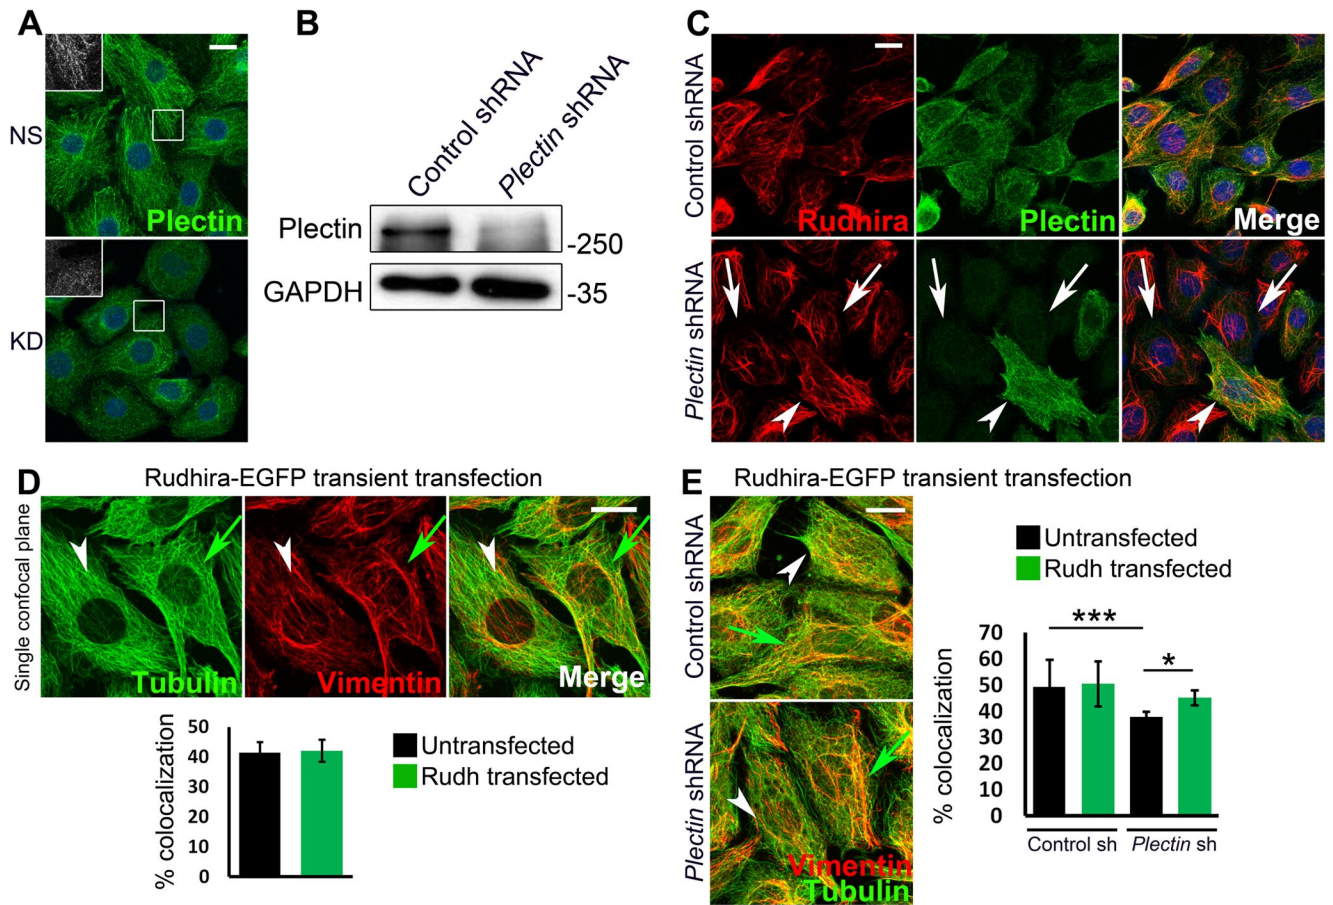 A
NS
Plectin
KD
B
Control shRNA
Plectin shRNA
Plectin
-250
GAPDH
-35
C
Control shRNA
Rudhira
Plectin
Merge
Plectin shRNA
D
Rudhira-EGFP transient transfection
Single confocal plane
Tubulin
Vimentin
Merge
% colocalization
50
40
30
20
10
0
Untransfected
Rudh transfected
E
Rudhira-EGFP transient transfection
Control shRNA
Plectin shRNA
Vimentin
Tubulin
Untransfected
Rudh transfected
% colocalization
70
60
50
40
30
20
10
0
***
*
Control sh
Plectin sh